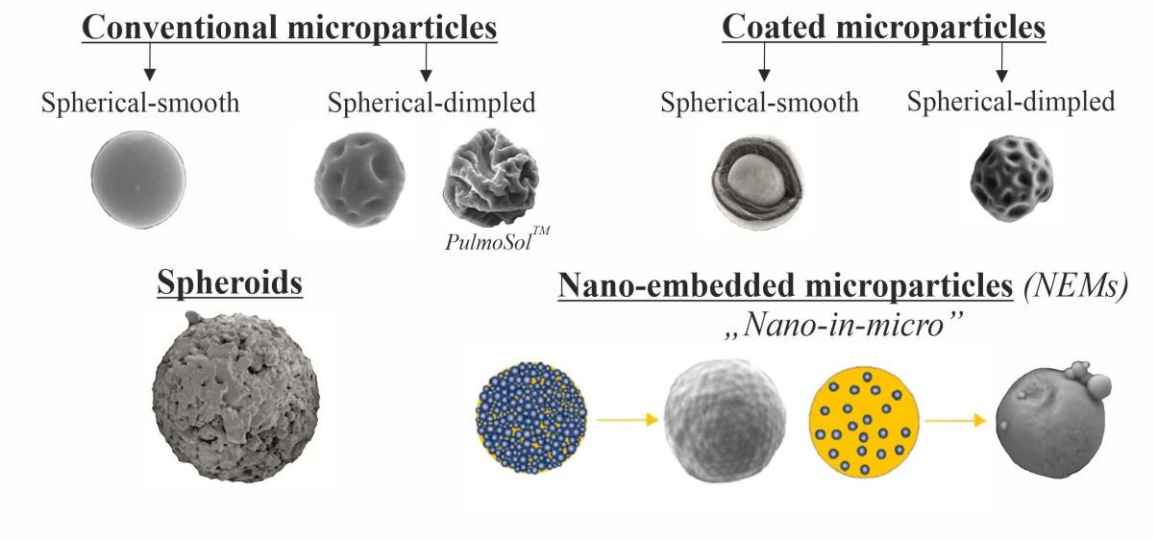 Conventional microparticles
Coated microparticles
Spherical-smooth
Spherical-dimpled
Spherical-smooth
Spherical-dimpled
PulmoSol™
Spheroids
Nano-embedded microparticles (NEMs)
„Nano-in-micro”